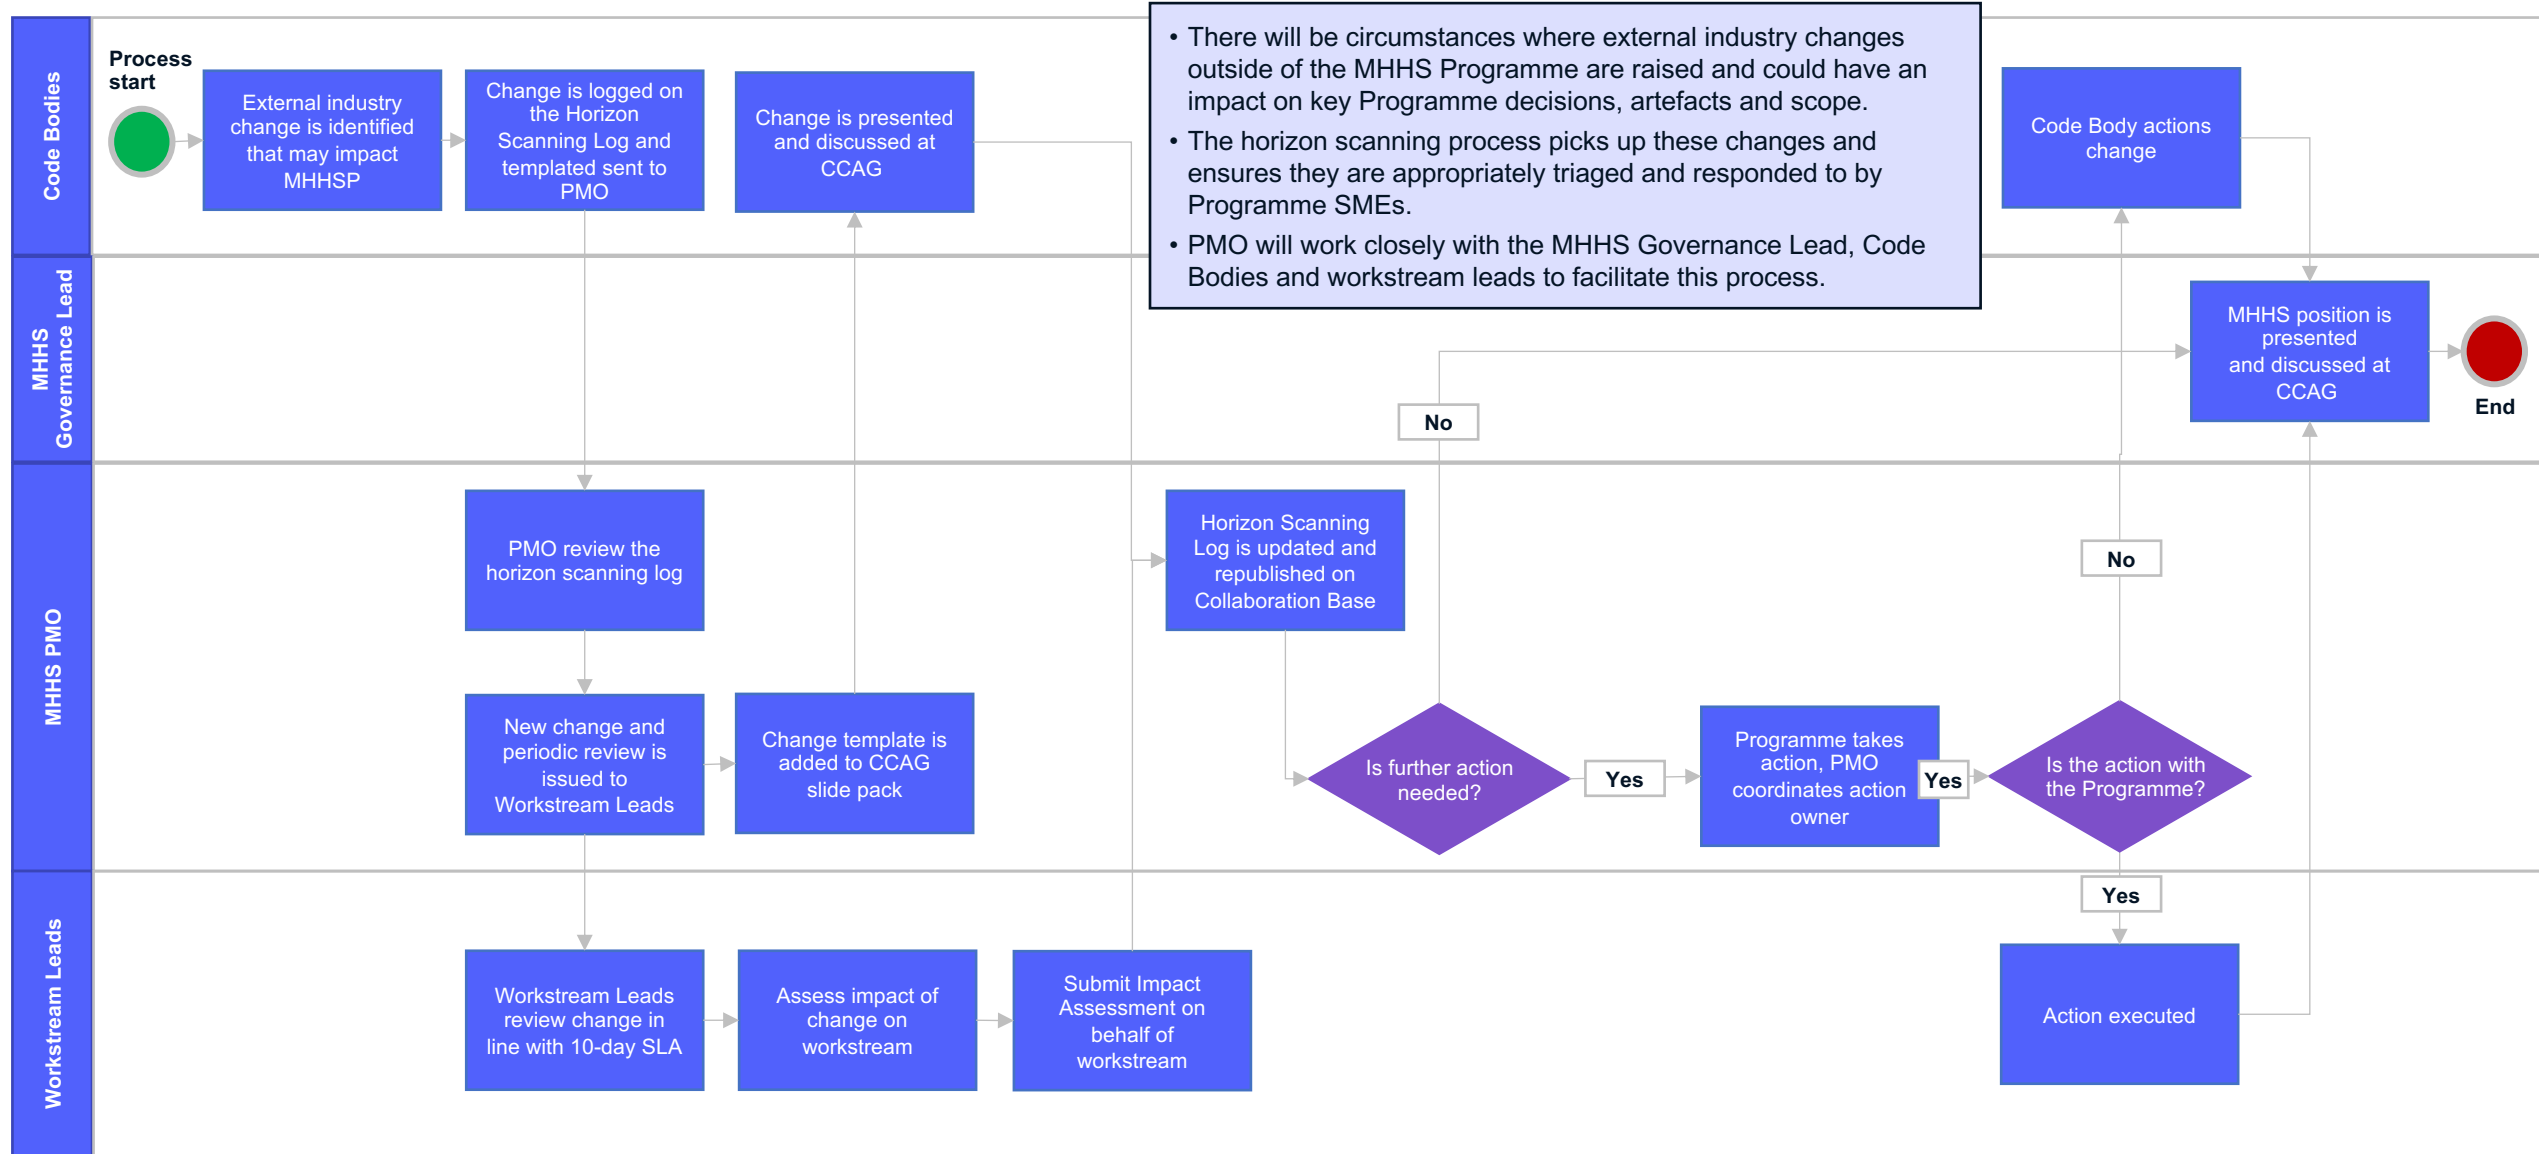 Code Bodies
Process
start
External industry
change is identified
that may impact
MHHSP
Change is logged on
the Horizon
Scanning Log and
templated sent to
PMO
Change is presented
and discussed at
CCAG
• There will be circumstances where external industry changes
outside of the MHHS Programme are raised and could have an
impact on key Programme decisions, artefacts and scope.
• The horizon scanning process picks up these changes and
ensures they are appropriately triaged and responded to by
Programme SMEs.
• PMO will work closely with the MHHS Governance Lead, Code
Bodies and workstream leads to facilitate this process.
Code Body actions
change
MHHS
Governance Lead
No
MHHS position is
presented
and discussed at
CCAG
End
MHHS PMO
PMO review the
horizon scanning log
New change and
periodic review is
issued to
Workstream Leads
Change template is
added to CCAG
slide pack
Horizon Scanning
Log is updated and
republished on
Collaboration Base
Is further action
needed?
Yes
Programme takes
action, PMO
coordinates action
owner
Yes
No
Is the action with
the Programme?
Workstream Leads
Workstream Leads
review change in
line with 10-day SLA
Assess impact of
change on
workstream
Submit Impact
Assessment on
behalf of
workstream
Yes
Action executed